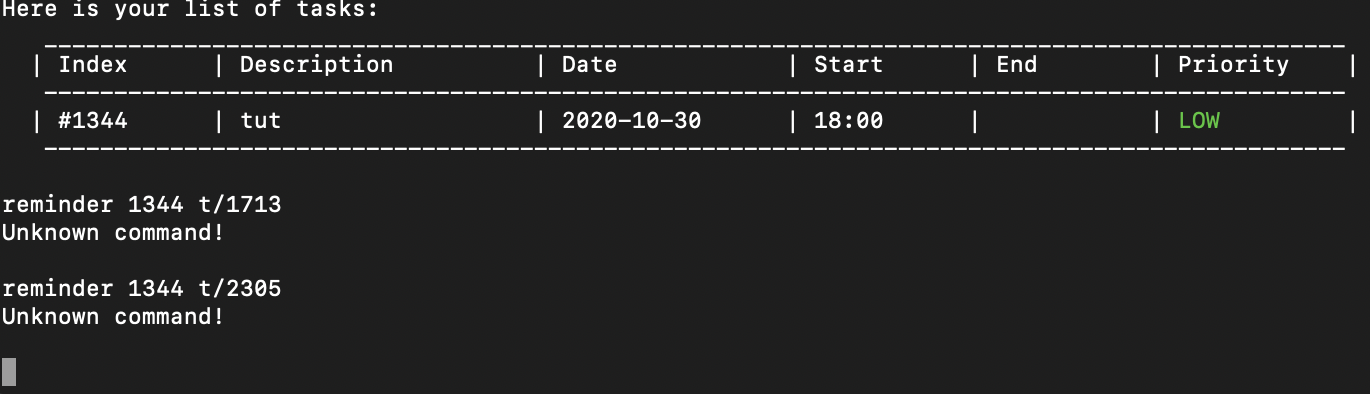 Here is your list of tasks:
---------------------------------------------------------------------------------------------
| Index | Description | Date | Start | End | Priority |
---------------------------------------------------------------------------------------------
| #1344 | tut | 2020-10-30 | 18:00 | | LOW |
---------------------------------------------------------------------------------------------
reminder 1344 t/1713
Unknown command!
reminder 1344 t/2305
Unknown command!